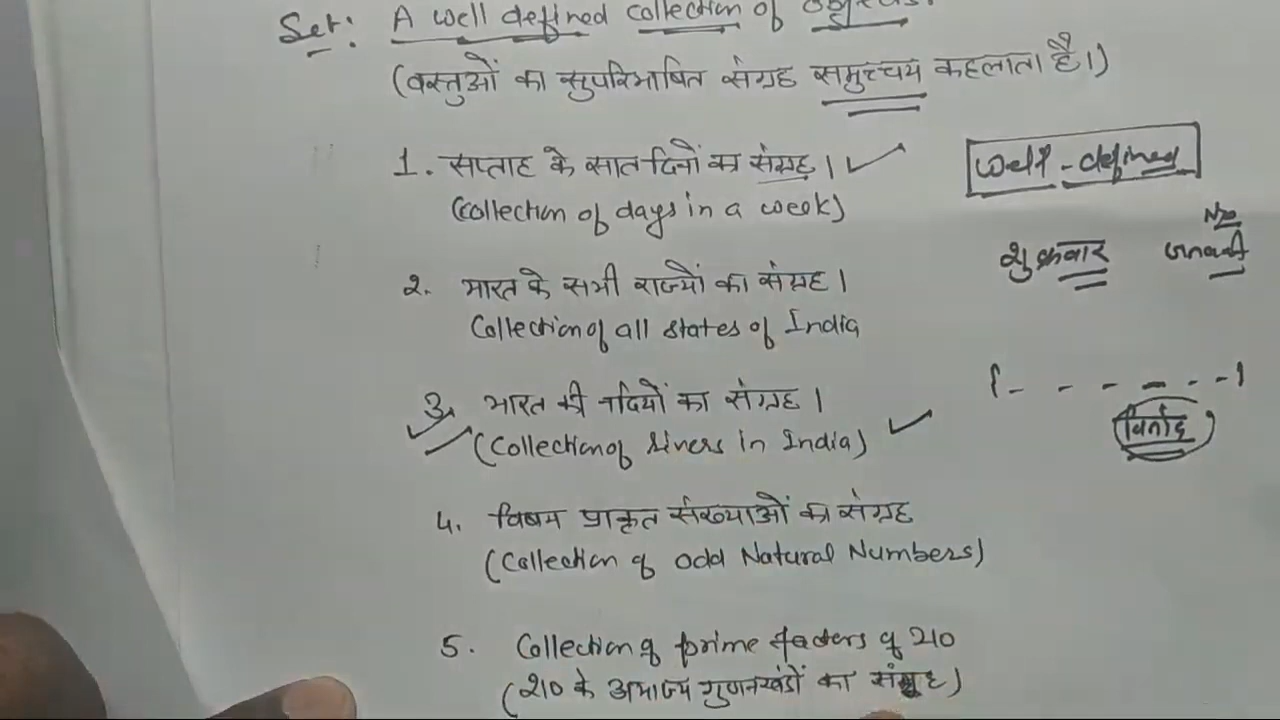 Set: A well defined collection of objects.
(वस्तुओं का सुपरिभाषित संग्रह समुच्चय कहलाता है।)
1. सप्ताह के सात दिनों का संग्रह।
(Collection of days in a week)
well-defined
No
शुक्रवार जनवरी
2. भारत के सभी राज्यों का संग्रह।
Collection of all states of India
3. भारत की नदियों का संग्रह।
(Collection of rivers in India)
{- - - - - - -}
विनोद
4. विषम प्राकृत संख्याओं का संग्रह
(Collection of odd Natural Numbers)
5. Collection of prime factors of 210
(210 के अभाज्य गुणनखंडों का संग्रह)